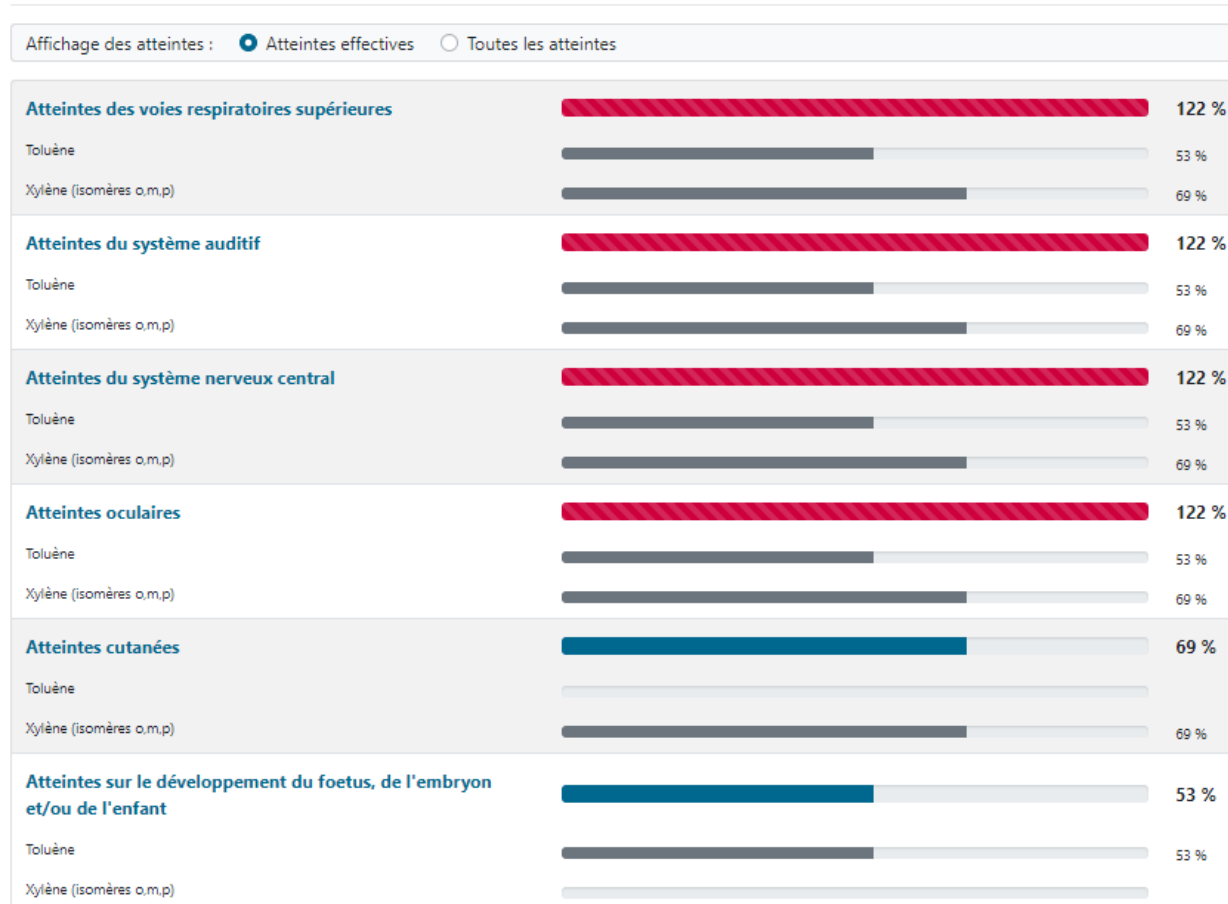 Affichage des atteintes : Atteintes effectives Toutes les atteintes
Atteintes des voies respiratoires supérieures 122 %
Toluène 53 %
Xylène (isomères o,m,p) 69 %
Atteintes du système auditif 122 %
Toluène 53 %
Xylène (isomères o,m,p) 69 %
Atteintes du système nerveux central 122 %
Toluène 53 %
Xylène (isomères o,m,p) 69 %
Atteintes oculaires 122 %
Toluène 53 %
Xylène (isomères o,m,p) 69 %
Atteintes cutanées 69 %
Toluène
Xylène (isomères o,m,p) 69 %
Atteintes sur le développement du foetus, de l'embryon
et/ou de l'enfant 53 %
Toluène 53 %
Xylène (isomères o,m,p)